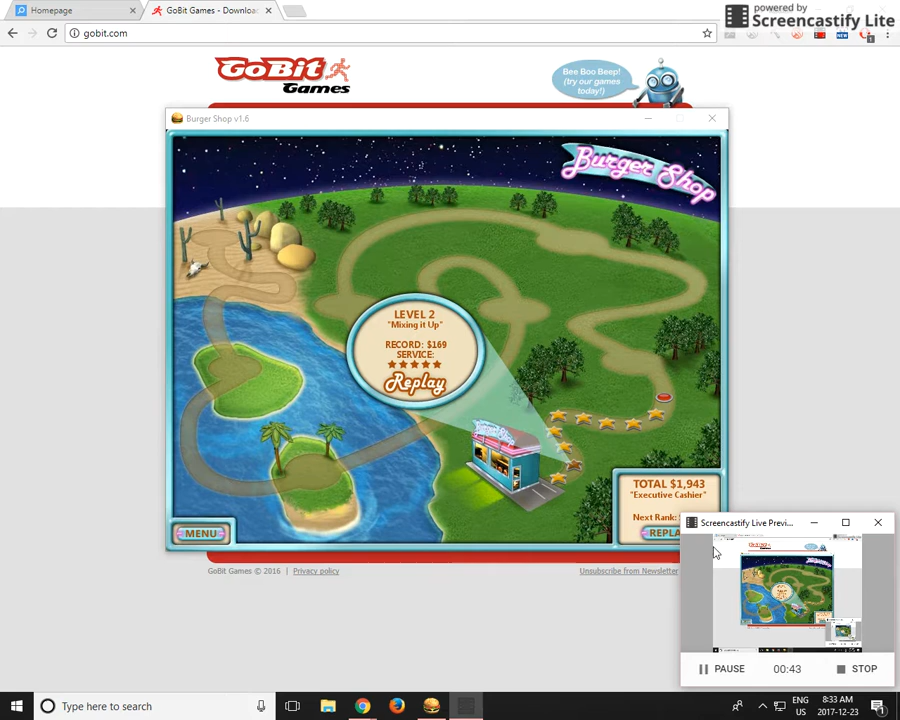 Homepage
GoBit Games - Downloa
powered by
Screencastify Lite
gobit.com
GoBit
Games
Bee Boo Beep!
(try our games
today!)
Burger Shop v1.6
Burger Shop
LEVEL 2
"Mixing it Up"
RECORD: $169
SERVICE:
Replay
TOTAL $1,943
"Executive Cashier"
Next Rank:
REPLA
MENU
Screencastify Live Previ...
PAUSE
00:43
STOP
GoBit Games © 2016 | Privacy policy
Unsubscribe from Newsletter
Type here to search
ENG
US
8:33 AM
2017-12-23